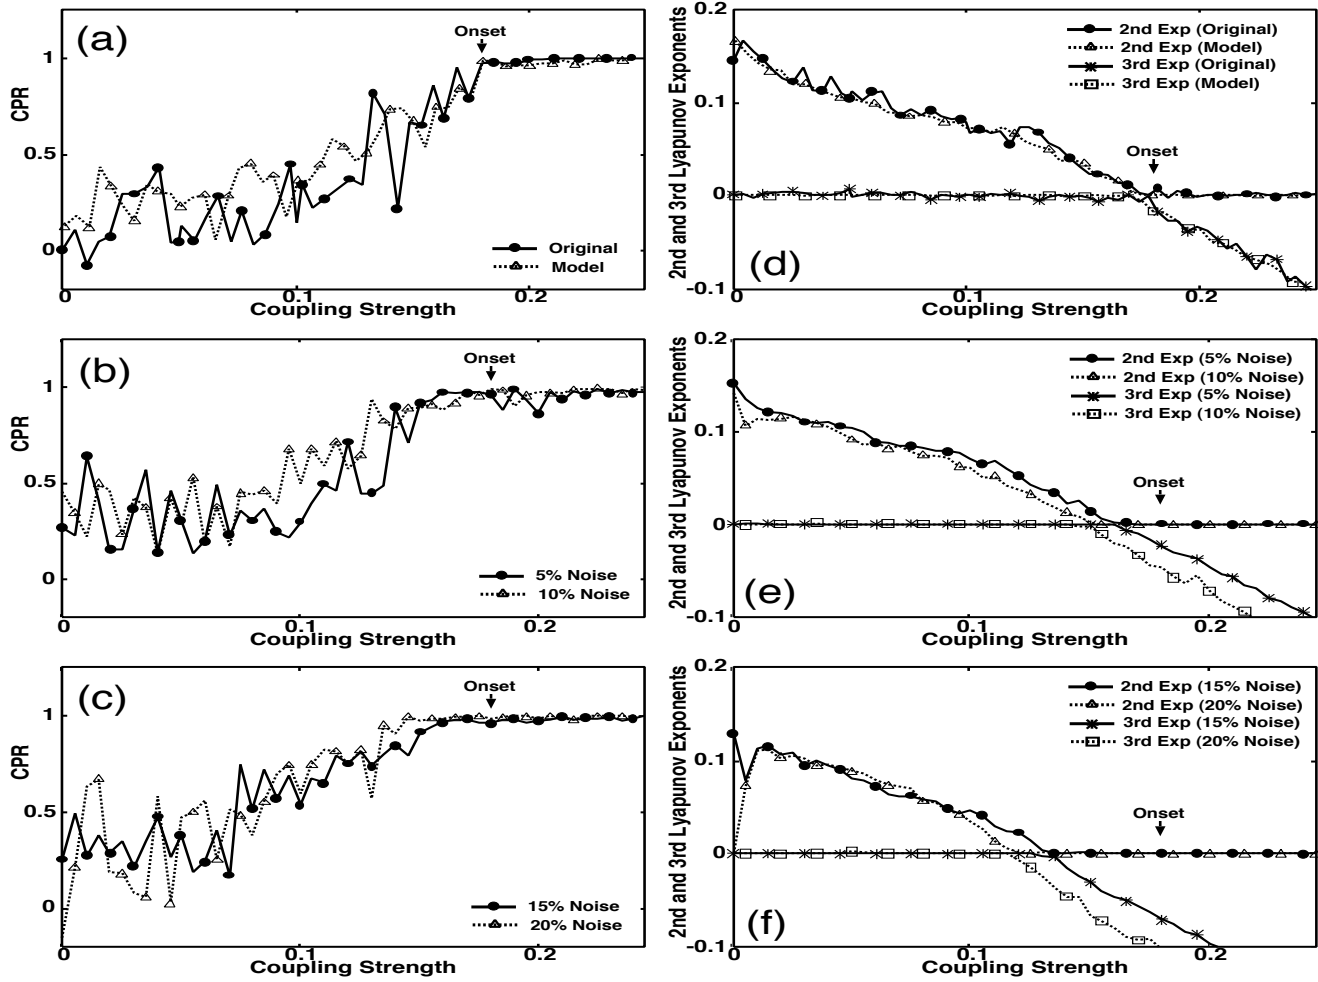 (a)
CPR
1
0.5
0
Onset
Original
Model
0
0.1
0.2
Coupling Strength
(d)
2nd and 3rd Lyapunov Exponents
0.2
0.1
0
-0.1
2nd Exp (Original)
2nd Exp (Model)
3rd Exp (Original)
3rd Exp (Model)
Onset
0
0.1
0.2
Coupling Strength
(b)
CPR
1
0.5
0
Onset
5% Noise
10% Noise
0
0.1
0.2
Coupling Strength
(e)
2nd and 3rd Lyapunov Exponents
0.2
0.1
0
-0.1
2nd Exp (5% Noise)
2nd Exp (10% Noise)
3rd Exp (5% Noise)
3rd Exp (10% Noise)
Onset
0
0.1
0.2
Coupling Strength
(c)
CPR
1
0.5
0
Onset
15% Noise
20% Noise
0
0.1
0.2
Coupling Strength
(f)
2nd and 3rd Lyapunov Exponents
0.2
0.1
0
-0.1
2nd Exp (15% Noise)
2nd Exp (20% Noise)
3rd Exp (15% Noise)
3rd Exp (20% Noise)
Onset
0
0.1
0.2
Coupling Strength